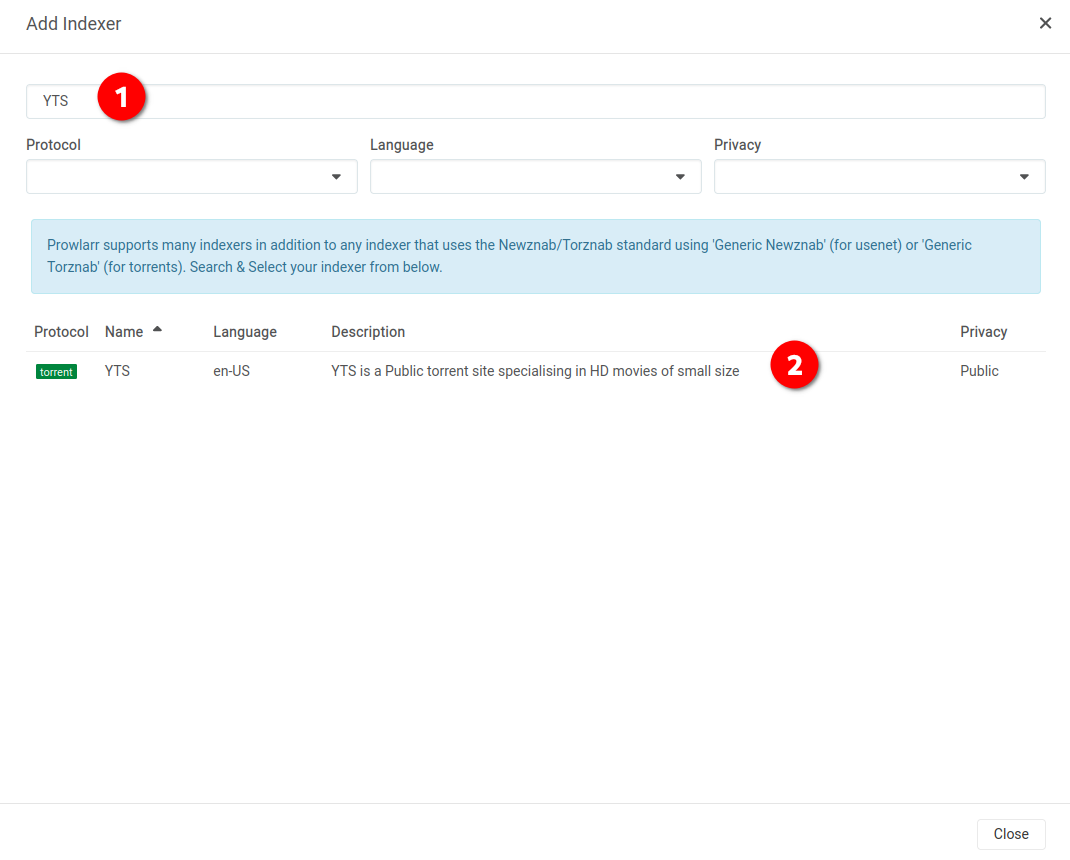 Add Indexer
YTS
1
Protocol Language Privacy
Prowlarr supports many indexers in addition to any indexer that uses the Newznab/Torznab standard using 'Generic Newznab' (for usenet) or 'Generic
Torznab' (for torrents). Search & Select your indexer from below.
Protocol Name Language Description Privacy
torrent YTS en-US YTS is a Public torrent site specialising in HD movies of small size 2 Public
Close